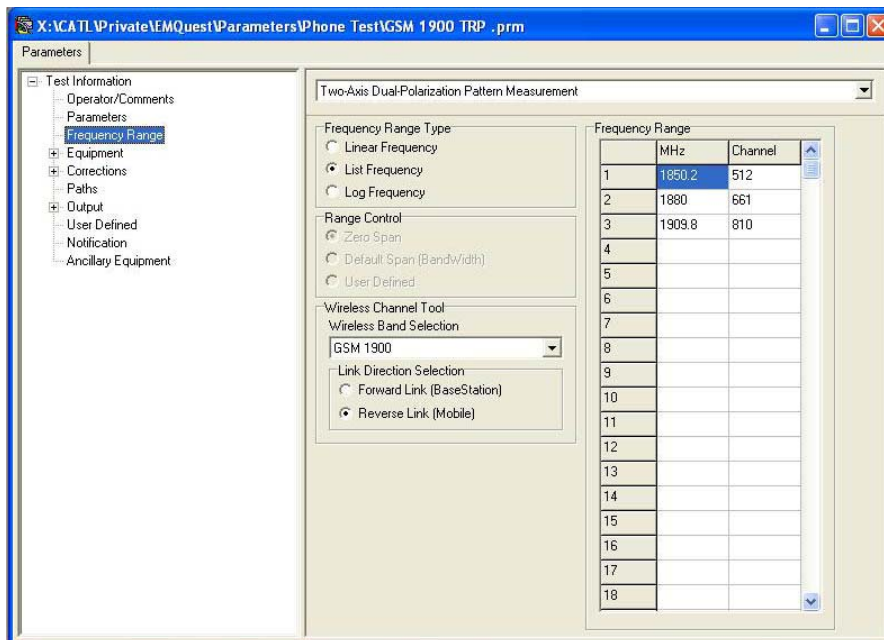 X:\CATL\Private\EMQuest\Parameters\Phone Test\GSM 1900 TRP .prm
Parameters
Test Information
Operator/Comments
Parameters
Frequency Range
Equipment
Corrections
Paths
Output
User Defined
Notification
Ancillary Equipment
Two-Axis Dual-Polarization Pattern Measurement
Frequency Range Type
Linear Frequency
List Frequency
Log Frequency
Range Control
Zero Span
Default Span (BandWidth)
User Defined
Wireless Channel Tool
Wireless Band Selection
GSM 1900
Link Direction Selection
Forward Link (BaseStation)
Reverse Link (Mobile)
Frequency Range
MHz Channel
1 1850.2 512
2 1880 661
3 1909.8 810
4
5
6
7
8
9
10
11
12
13
14
15
16
17
18